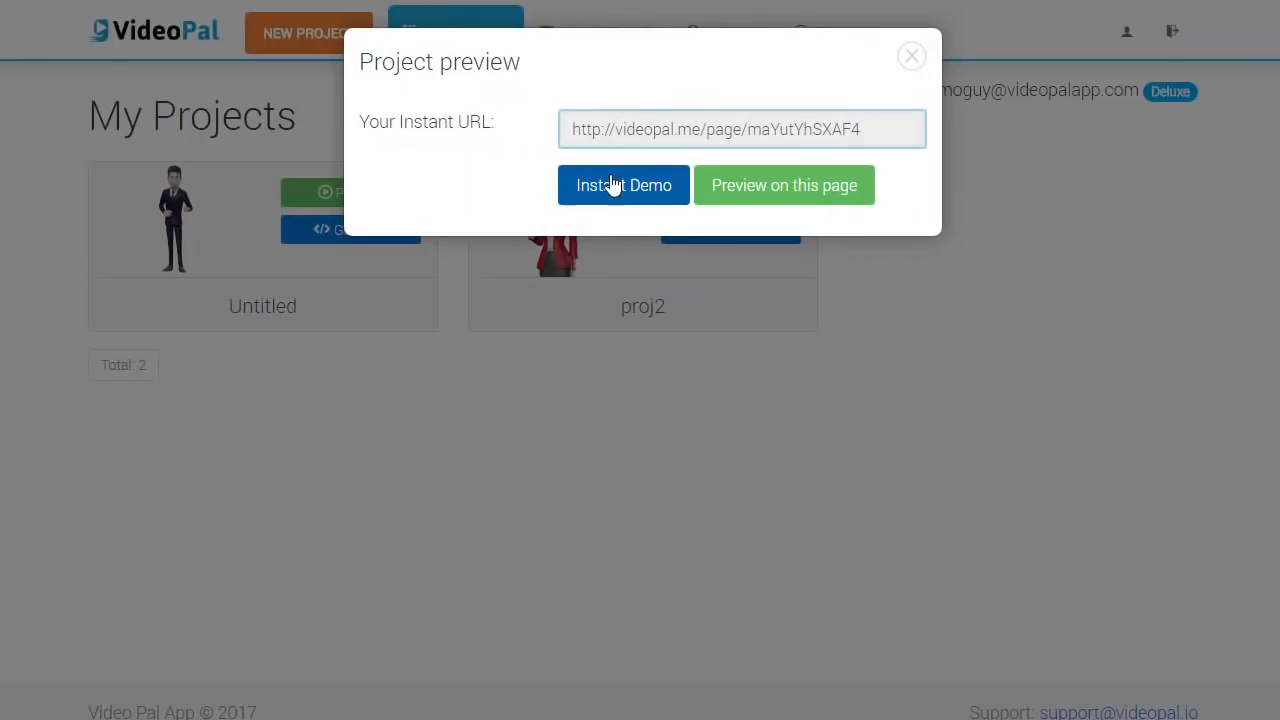 VideoPal
NEW PROJEC
Project preview
moguy@videopalapp.com Deluxe
My Projects
Your Instant URL:
http://videopal.me/page/maYutYhSXAF4
Instant Demo
Preview on this page
P
</> G
Untitled
proj2
Total: 2
Video Pal App © 2017
Support: support@videopal.io